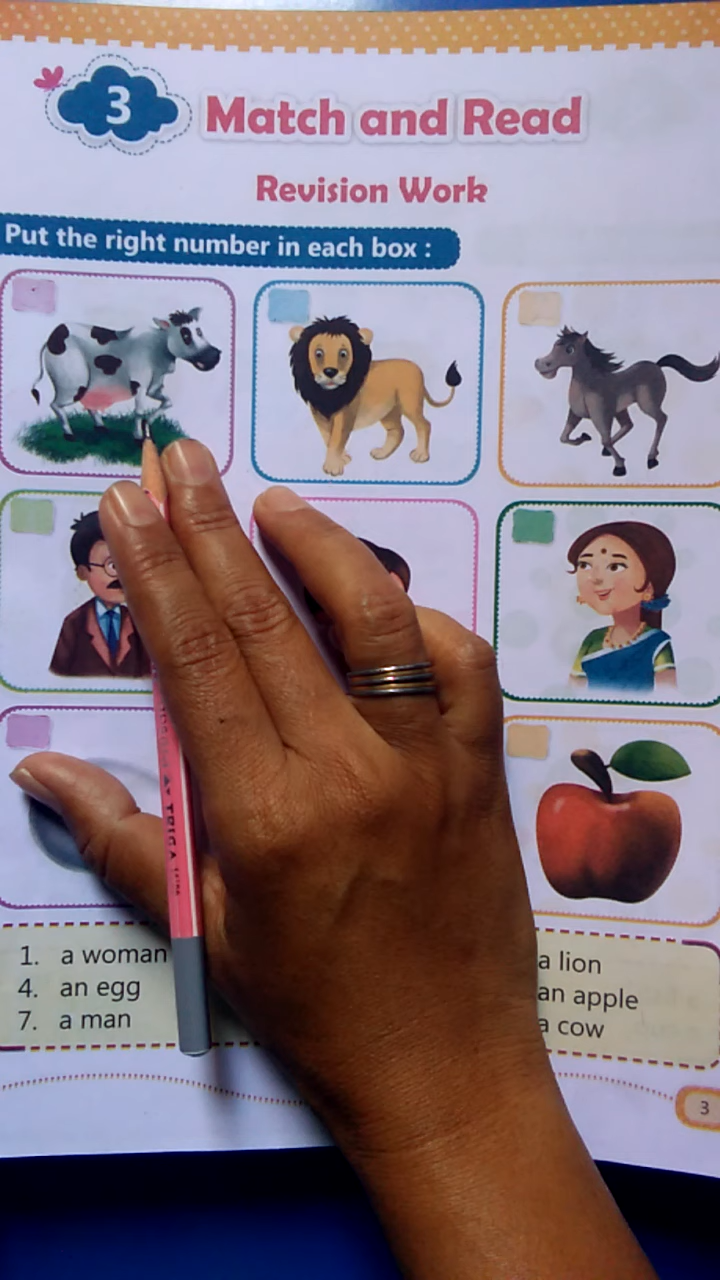 3
Match and Read
Revision Work
Put the right number in each box :
1. a woman
a lion
4. an egg
an apple
7. a man
a cow
3